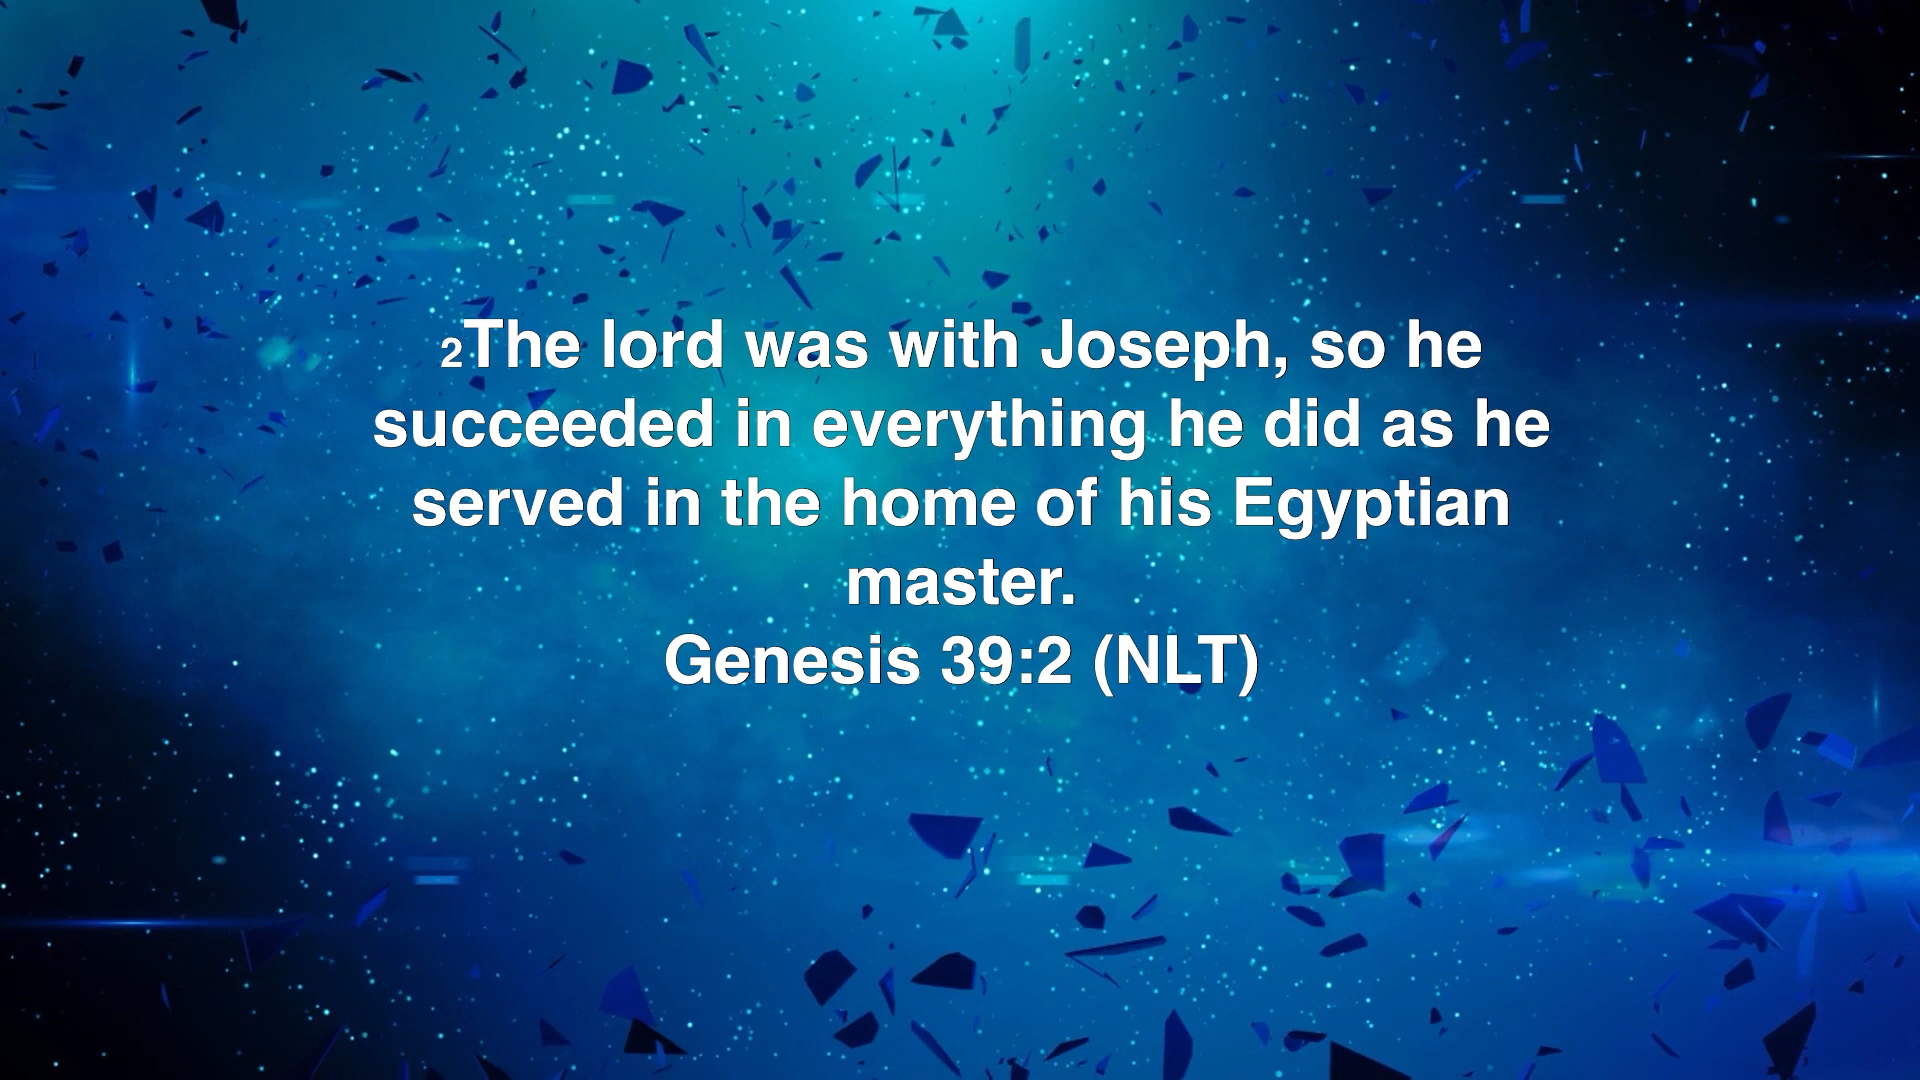 2The lord was with Joseph, so he
succeeded in everything he did as he
served in the home of his Egyptian
master.
Genesis 39:2 (NLT)